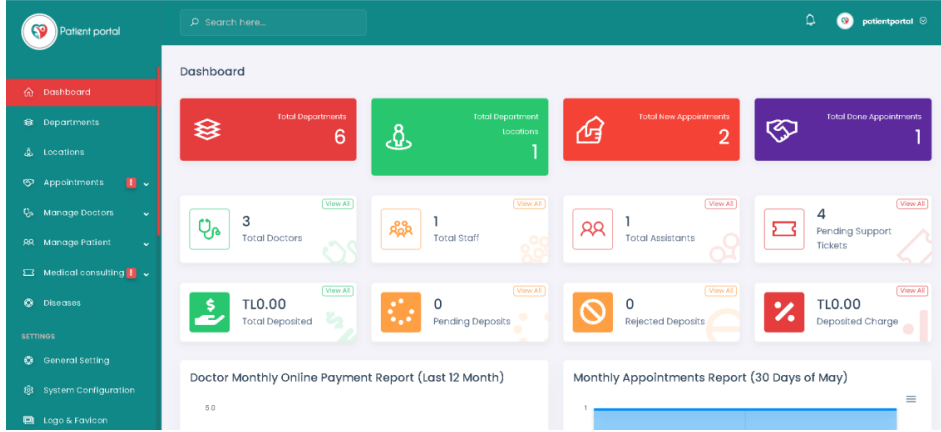 Patient portal
Search here...
patientportal
Dashboard
Departments
Locations
Appointments !
Manage Doctors
Manage Patient
Medical consulting !
Diseases
SETTINGS
General Setting
System Configuration
Logo & Favicon
Dashboard
Total Departments
6
Total Department
Locations
1
Total New Appointments
2
Total Done Appointments
1
View All
3
Total Doctors
View All
1
Total Staff
View All
1
Total Assistants
View All
4
Pending Support
Tickets
View All
TL0.00
Total Deposited
View All
0
Pending Deposits
View All
0
Rejected Deposits
View All
TL0.00
Deposited Charge
Doctor Monthly Online Payment Report (Last 12 Month)
5.0
Monthly Appointments Report (30 Days of May)
1